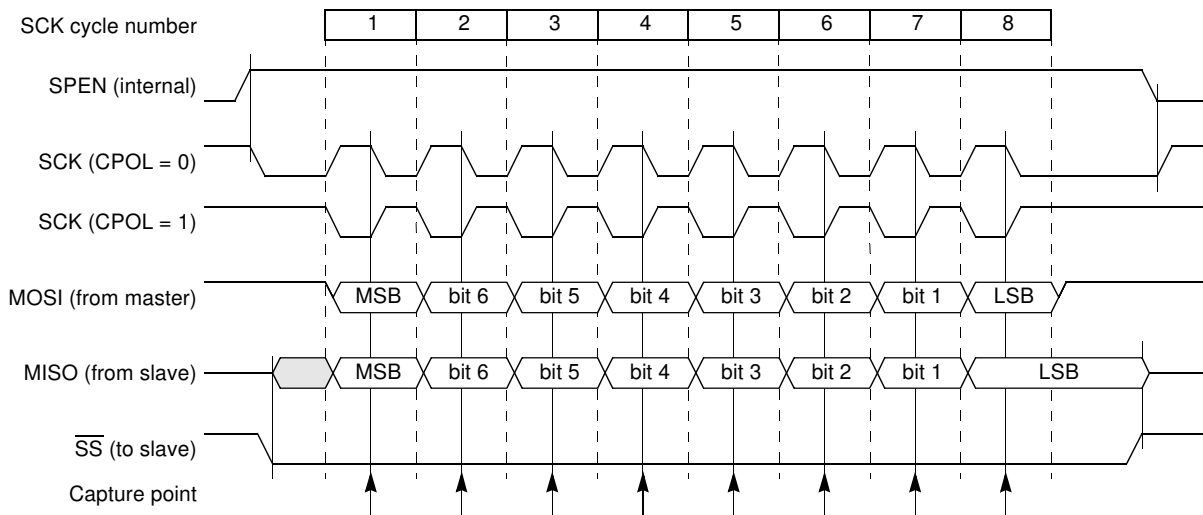 SCK cycle number 1 2 3 4 5 6 7 8
SPEN (internal)
SCK (CPOL = 0)
SCK (CPOL = 1)
MOSI (from master) MSB bit 6 bit 5 bit 4 bit 3 bit 2 bit 1 LSB
MISO (from slave) MSB bit 6 bit 5 bit 4 bit 3 bit 2 bit 1 LSB
S̅S̅ (to slave)
Capture point